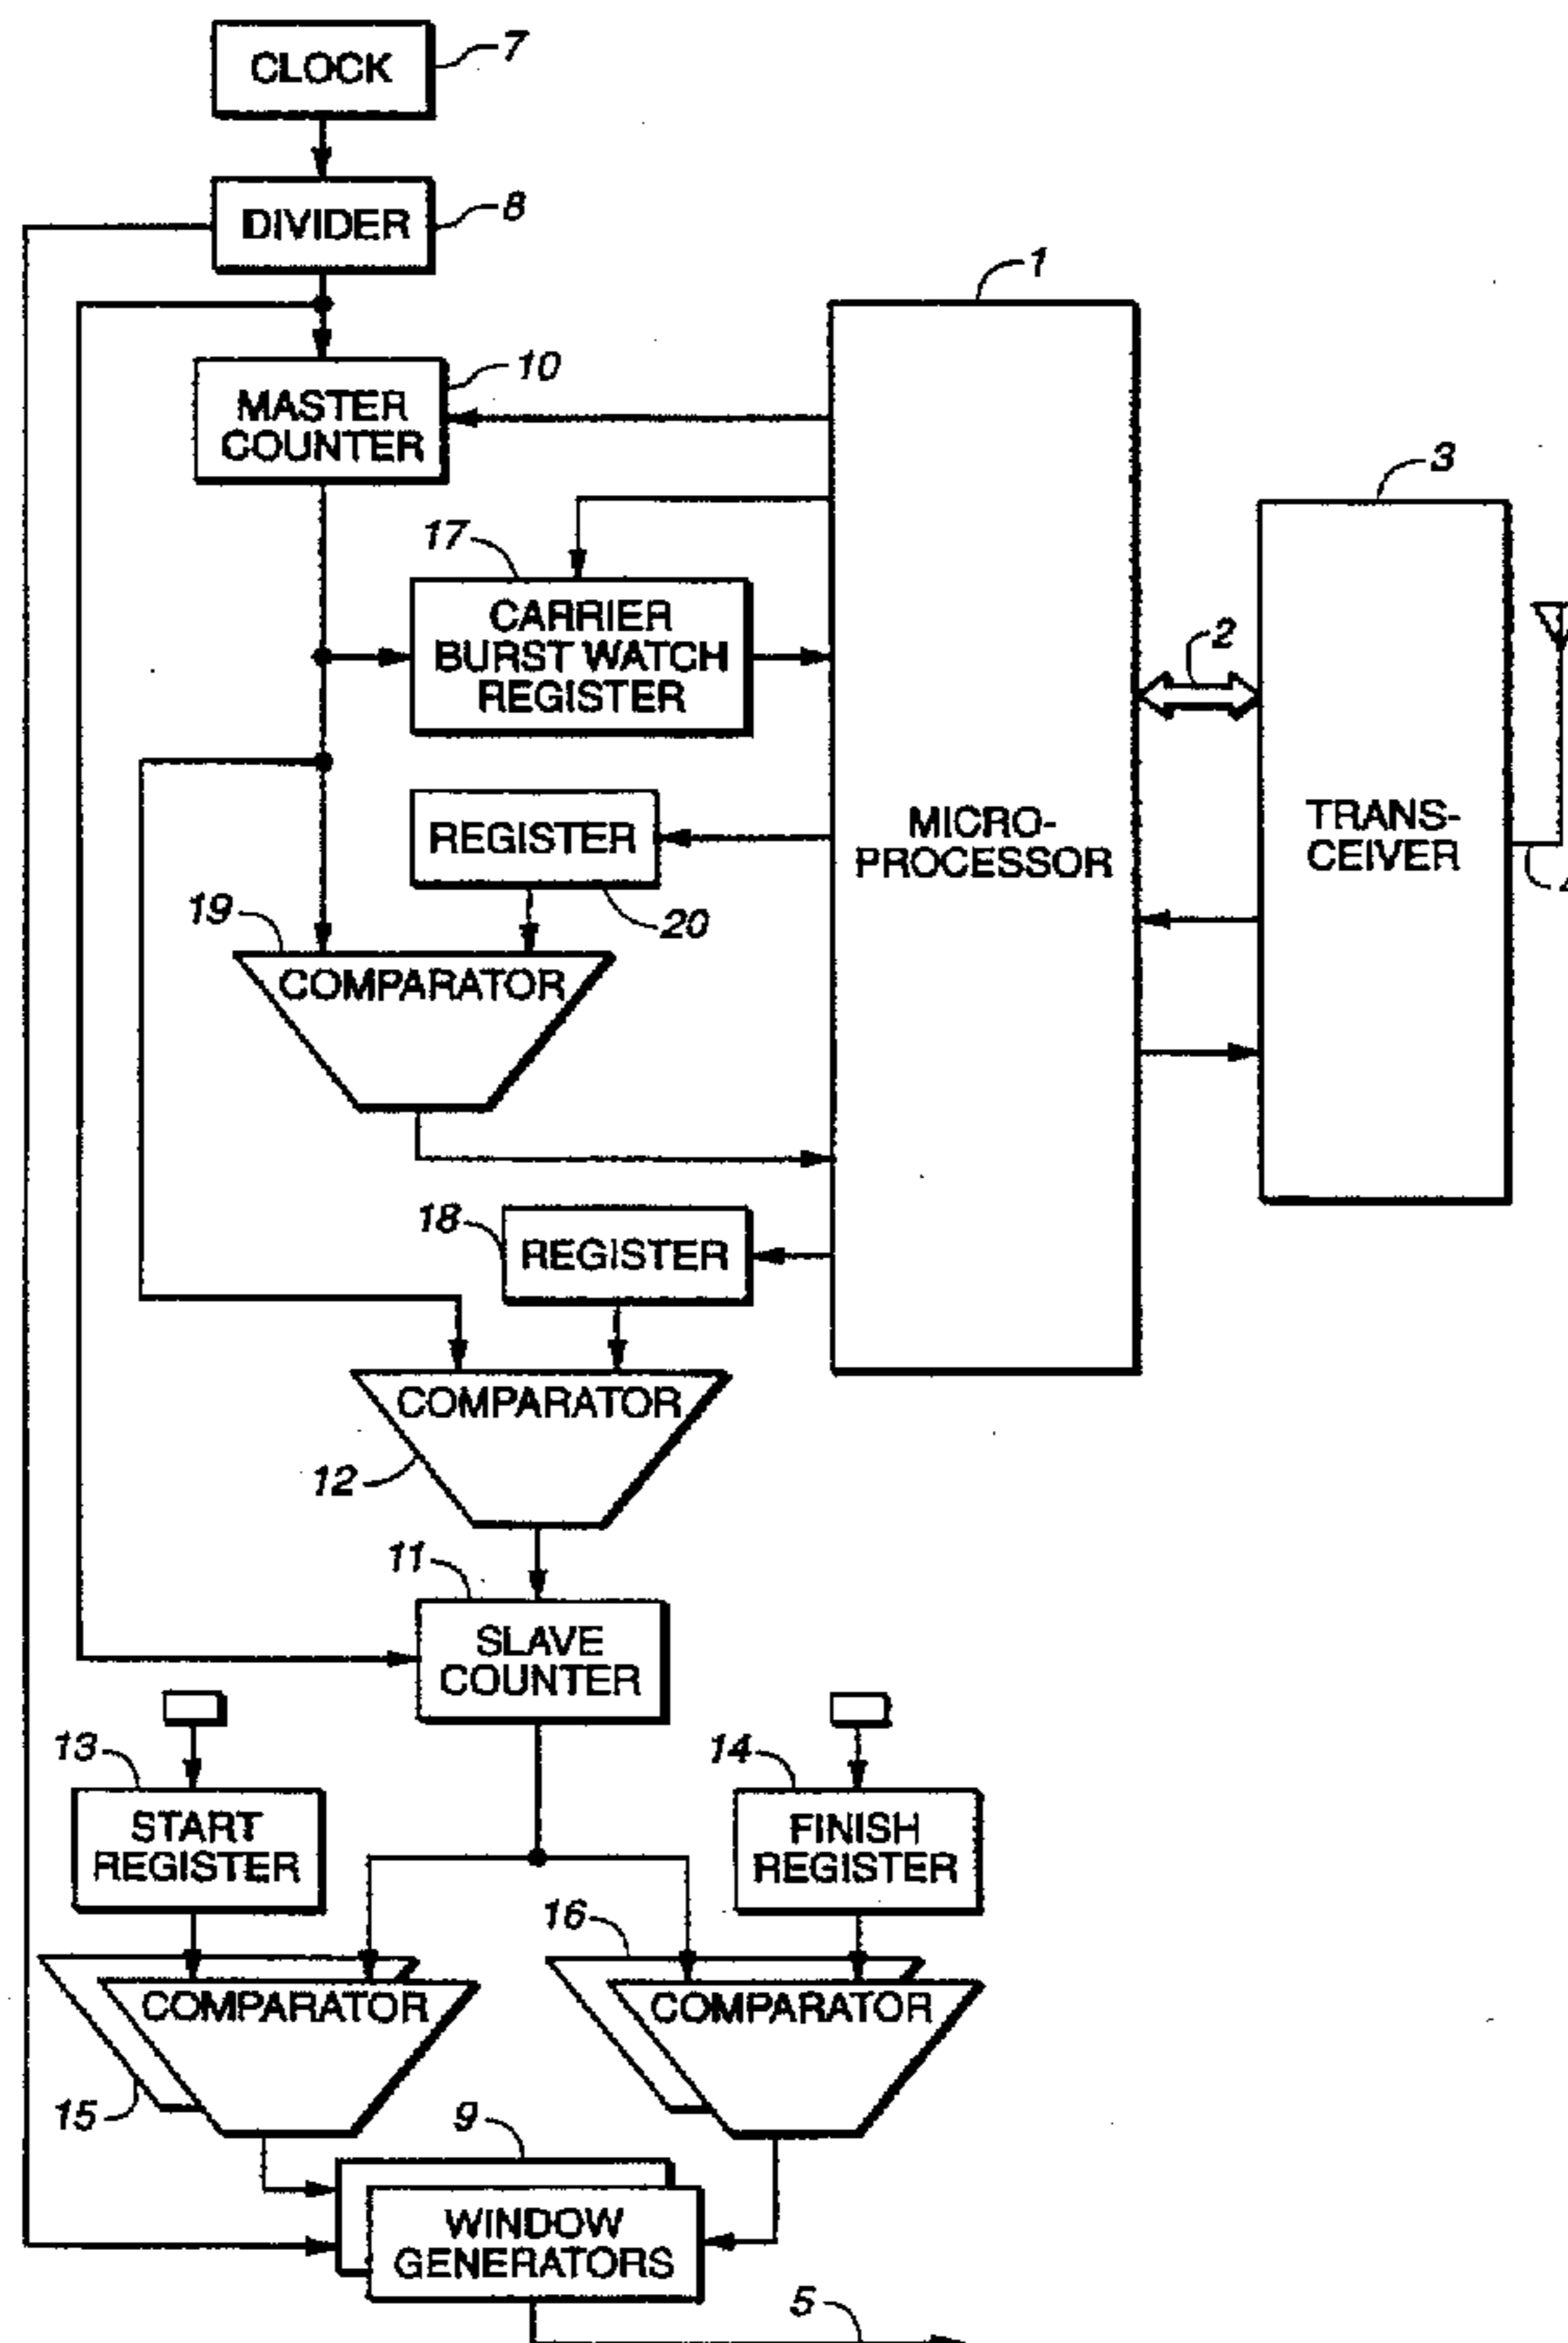 CLOCK
7
DIVIDER
8
1
MASTER
COUNTER
10
3
17
CARRIER
BURST WATCH
REGISTER
2
REGISTER
20
MICRO-
PROCESSOR
TRANS-
CEIVER
19
COMPARATOR
18
REGISTER
COMPARATOR
12
11
SLAVE
COUNTER
13
START
REGISTER
14
FINISH
REGISTER
16
COMPARATOR
COMPARATOR
15
9
WINDOW
GENERATORS
5